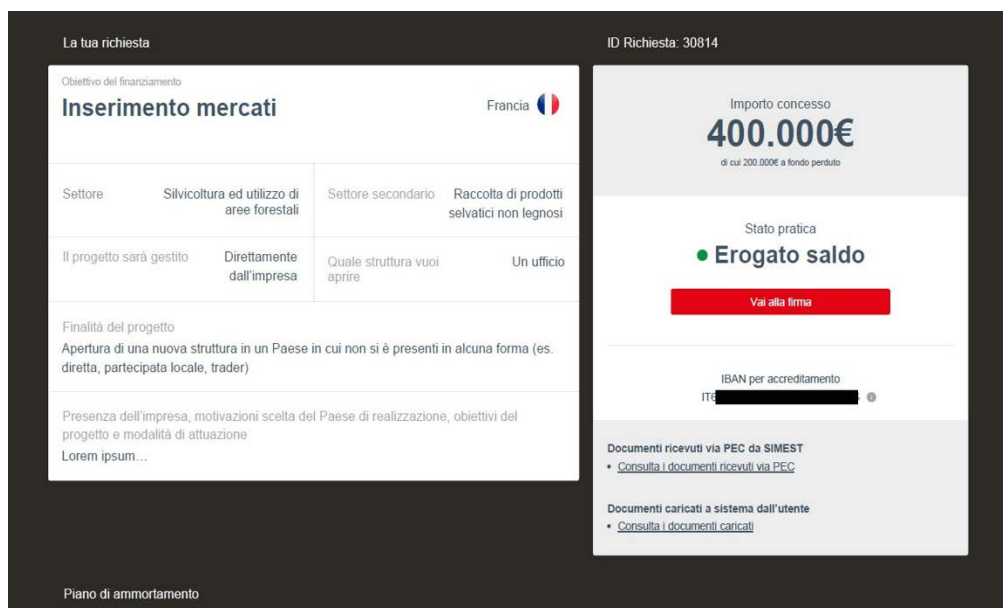 La tua richiesta
Obiettivo del finanziamento
Inserimento mercati
Francia
Settore
Silvicoltura ed utilizzo di
aree forestali
Settore secondario
Raccolta di prodotti
selvatici non legnosi
Il progetto sarà gestito
Direttamente
dall'impresa
Quale struttura vuoi
aprire
Un ufficio
Finalità del progetto
Apertura di una nuova struttura in un Paese in cui non si è presenti in alcuna forma (es.
diretta, partecipata locale, trader)
Presenza dell'impresa, motivazioni scelta del Paese di realizzazione, obiettivi del
progetto e modalità di attuazione
Lorem ipsum…
ID Richiesta: 30814
Importo concesso
400.000€
di cui 200.000€ a fondo perduto
Stato pratica
Erogato saldo
Vai alla firma
IBAN per accreditamento
IT6
Documenti ricevuti via PEC da SIMEST
• Consulta i documenti ricevuti via PEC
Documenti caricati a sistema dall'utente
• Consulta i documenti caricati
Piano di ammortamento